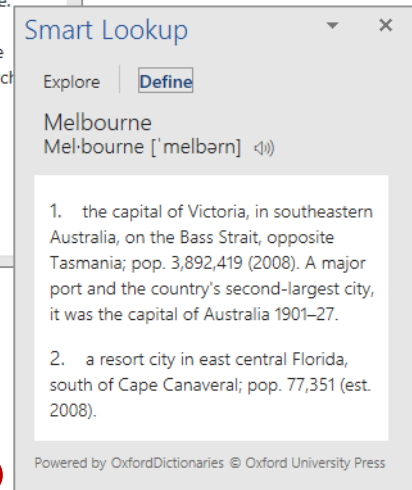 e.
Smart Lookup
e
ch
Explore
Define
Melbourne
Mel·bourne [ˈmelbərn]
1. the capital of Victoria, in southeastern
Australia, on the Bass Strait, opposite
Tasmania; pop. 3,892,419 (2008). A major
port and the country's second-largest city,
it was the capital of Australia 1901–27.
2. a resort city in east central Florida,
south of Cape Canaveral; pop. 77,351 (est.
2008).
Powered by OxfordDictionaries © Oxford University Press